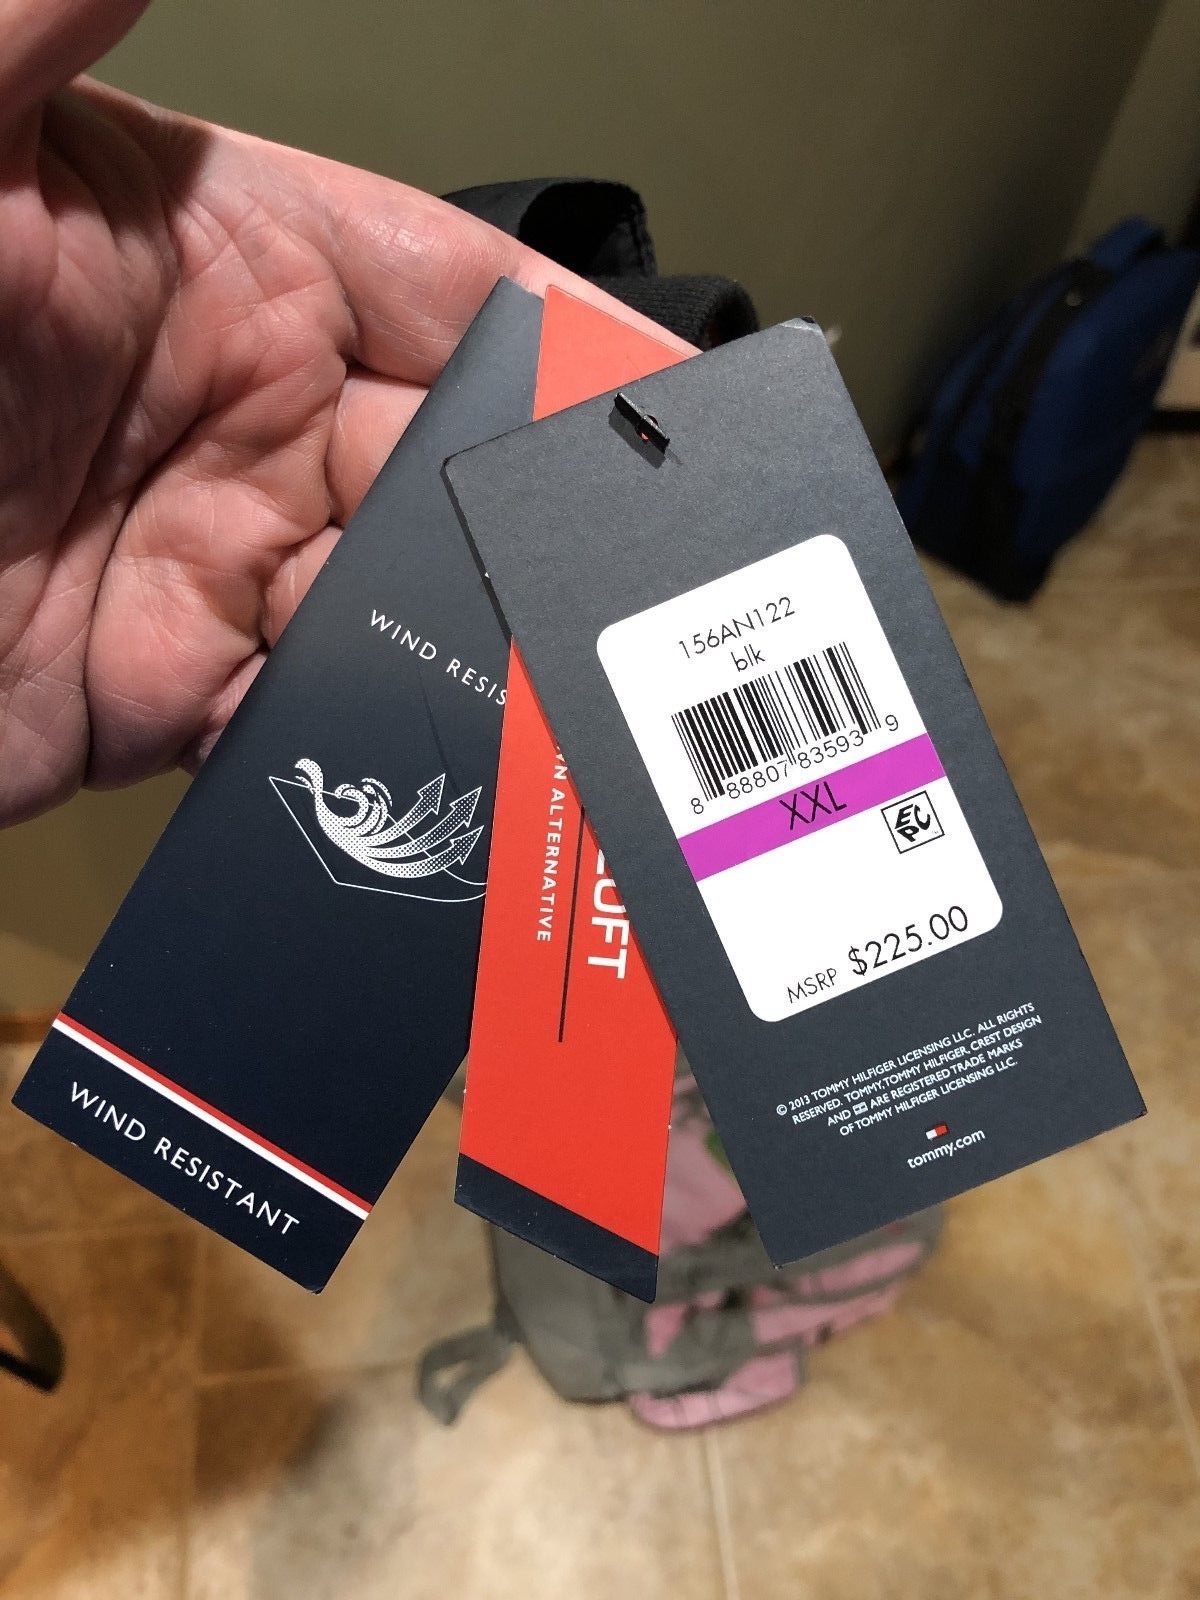 WIND RESIS
WIND RESISTANT
N ALTERNATIVE
LUFT
156AN122
blk
8 88807 83593 9
XXL
EPC
MSRP $225.00
© 2013 TOMMY HILFIGER LICENSING LLC. ALL RIGHTS
RESERVED. TOMMY, TOMMY HILFIGER, CREST DESIGN
AND ARE REGISTERED TRADE MARKS
OF TOMMY HILFIGER LICENSING LLC.
tommy.com